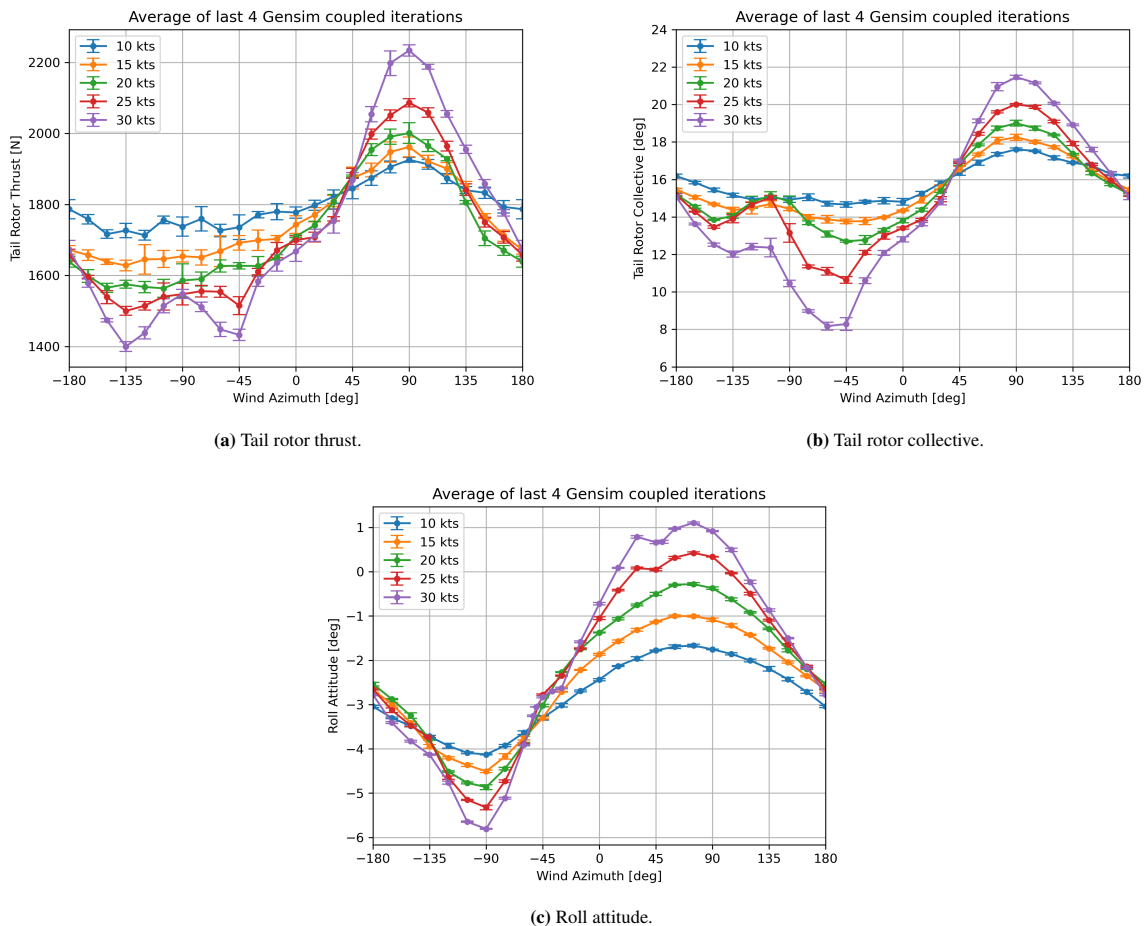 Average of last 4 Gensim coupled iterations
10 kts
15 kts
20 kts
25 kts
30 kts
Tail Rotor Thrust [N]
2200
2000
1800
1600
1400
−180 −135 −90 −45 0 45 90 135 180
Wind Azimuth [deg]
(a) Tail rotor thrust.
Average of last 4 Gensim coupled iterations
10 kts
15 kts
20 kts
25 kts
30 kts
Tail Rotor Collective [deg]
24
22
20
18
16
14
12
10
8
6
−180 −135 −90 −45 0 45 90 135 180
Wind Azimuth [deg]
(b) Tail rotor collective.
Average of last 4 Gensim coupled iterations
10 kts
15 kts
20 kts
25 kts
30 kts
Roll Attitude [deg]
1
0
−1
−2
−3
−4
−5
−6
−180 −135 −90 −45 0 45 90 135 180
Wind Azimuth [deg]
(c) Roll attitude.